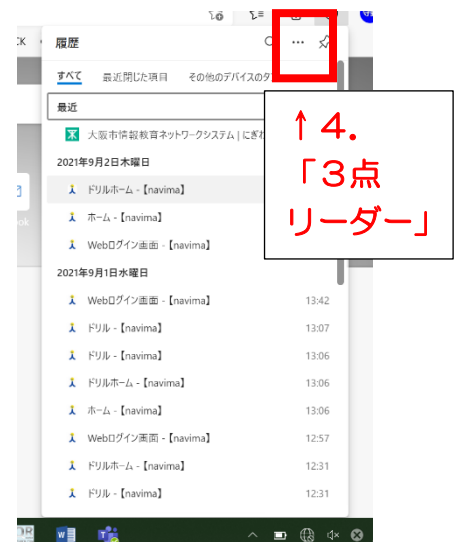 履歴
すべて 最近閉じた項目 その他のデバイスのタ
最近
大阪市情報教育ネットワークシステム | にぎわ
2021年9月2日木曜日
ドリルホーム - 【navima】
ホーム - 【navima】
Webログイン画面 - 【navima】
2021年9月1日水曜日
Webログイン画面 - 【navima】 13:42
ドリル - 【navima】 13:07
ドリル - 【navima】 13:06
ドリルホーム - 【navima】 13:06
ホーム - 【navima】 13:06
Webログイン画面 - 【navima】 12:57
ドリルホーム - 【navima】 12:31
ドリル - 【navima】 12:31
↑4.
「3点
リーダー」